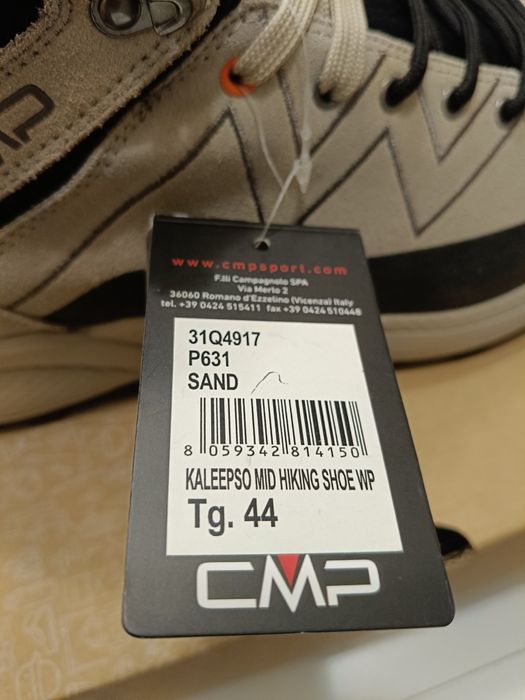 CMP
www.cmpsport.com
F.lli Campagnolo SPA
Via Merlo 2
36060 Romano d'Ezzelino (Vicenza) Italy
tel. +39 0424 515411 fax +39 0424 510448
31Q4917
P631
SAND
8 059342 814150
KALEEPSO MID HIKING SHOE WP
Tg. 44
CMP